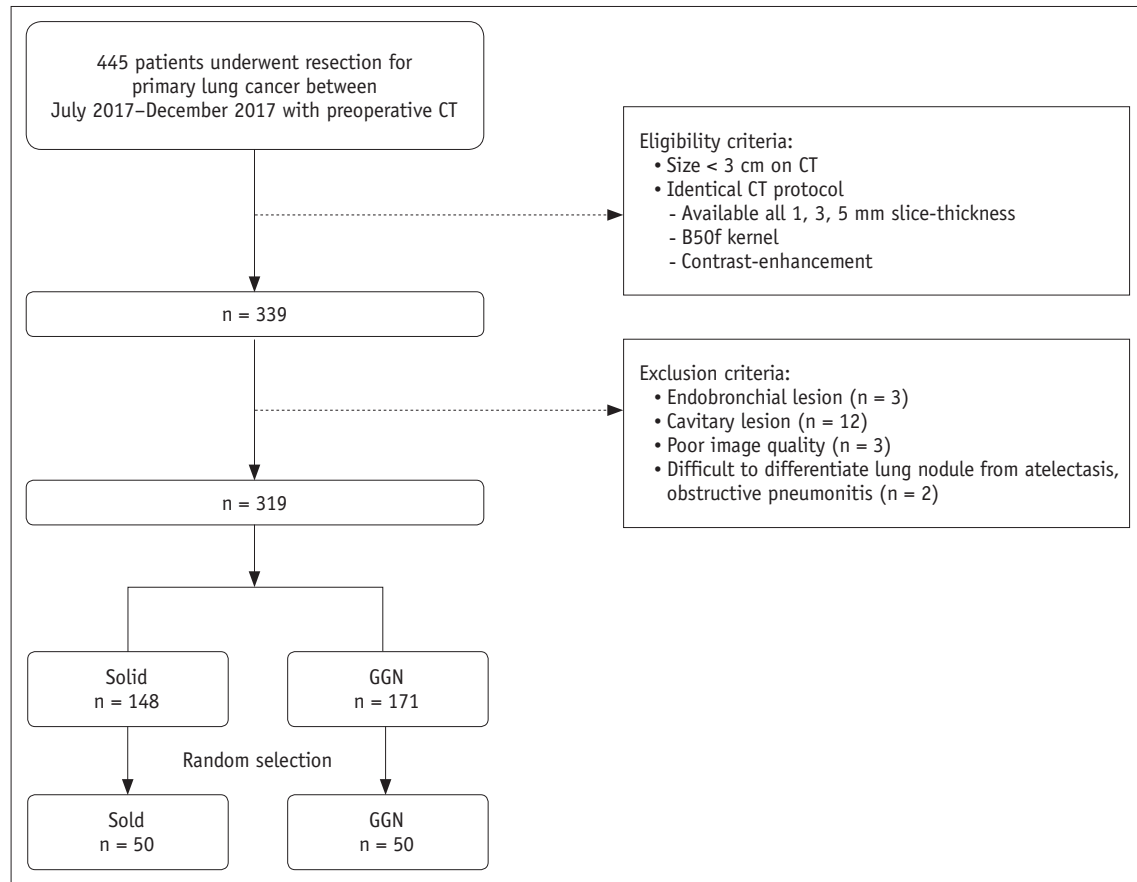 445 patients underwent resection for
primary lung cancer between
July 2017–December 2017 with preoperative CT
Eligibility criteria:
• Size < 3 cm on CT
• Identical CT protocol
- Available all 1, 3, 5 mm slice-thickness
- B50f kernel
- Contrast-enhancement
n = 339
Exclusion criteria:
• Endobronchial lesion (n = 3)
• Cavitary lesion (n = 12)
• Poor image quality (n = 3)
• Difficult to differentiate lung nodule from atelectasis,
obstructive pneumonitis (n = 2)
n = 319
Solid
n = 148
GGN
n = 171
Random selection
Sold
n = 50
GGN
n = 50